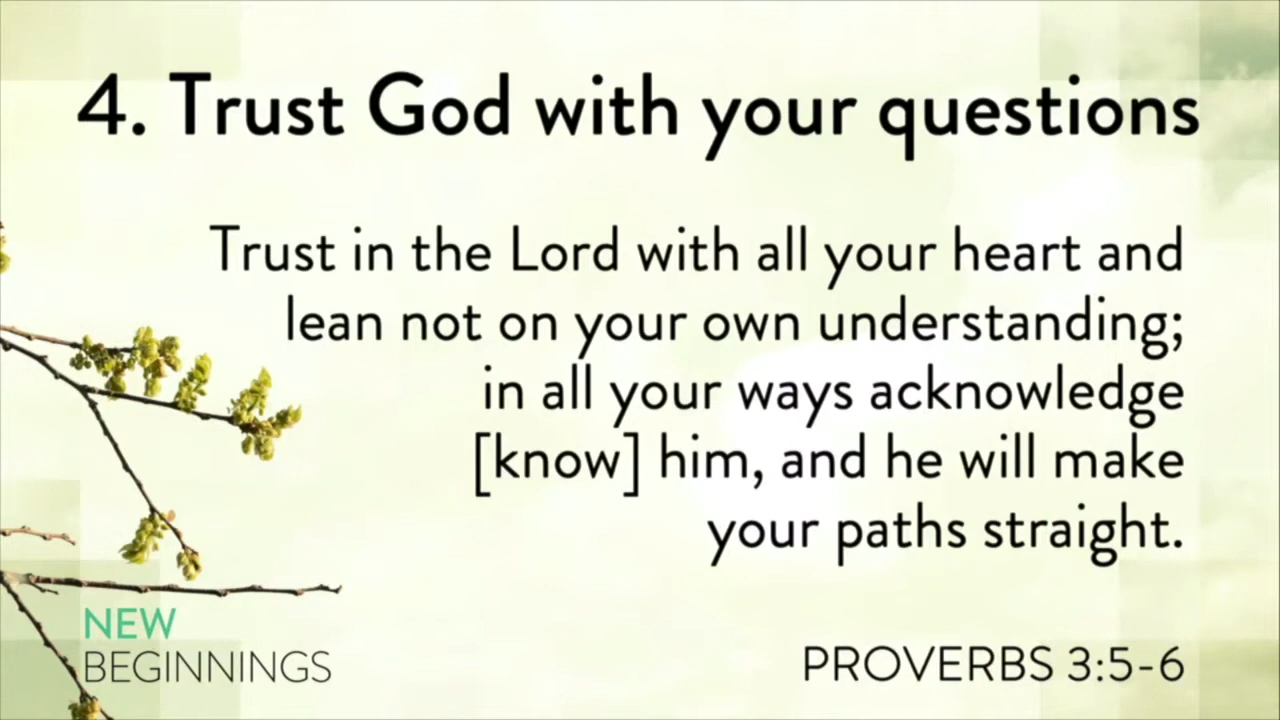 4. Trust God with your questions
Trust in the Lord with all your heart and
lean not on your own understanding;
in all your ways acknowledge
[know] him, and he will make
your paths straight.
NEW
BEGINNINGS
PROVERBS 3:5-6